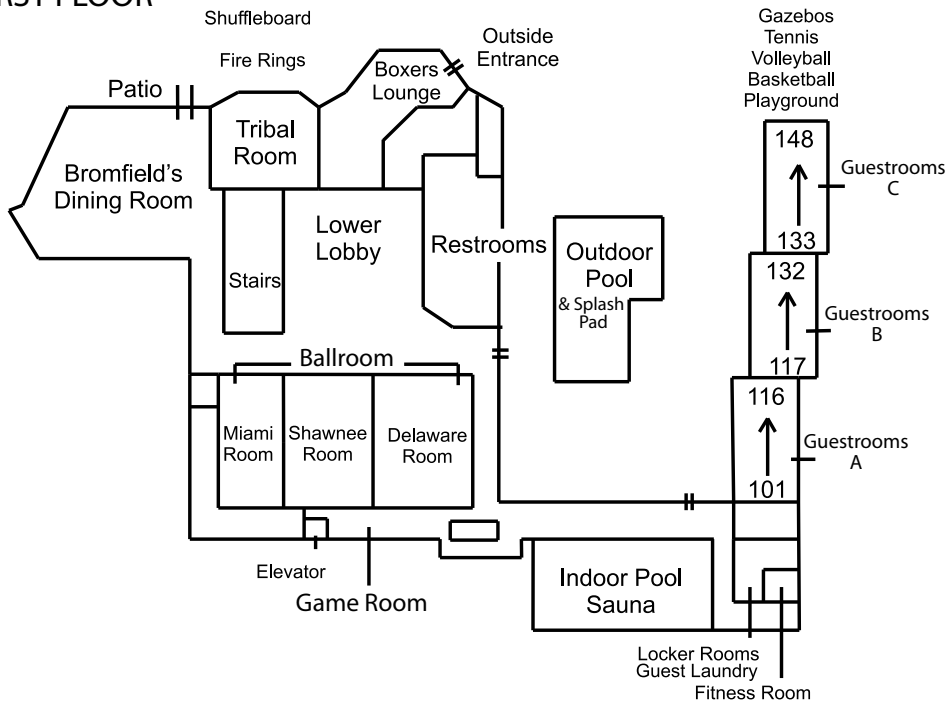 RST FLOOR
Shuffleboard
Fire Rings
Patio
Bromfield's
Dining Room
Tribal
Room
Boxers
Lounge
Outside
Entrance
Stairs
Lower
Lobby
Restrooms
Outdoor
Pool
& Splash
Pad
Gazebos
Tennis
Volleyball
Basketball
Playground
148
133
Guestrooms
C
132
117
Guestrooms
B
116
101
Guestrooms
A
Ballroom
Miami
Room
Shawnee
Room
Delaware
Room
Elevator
Game Room
Indoor Pool
Sauna
Locker Rooms
Guest Laundry
Fitness Room